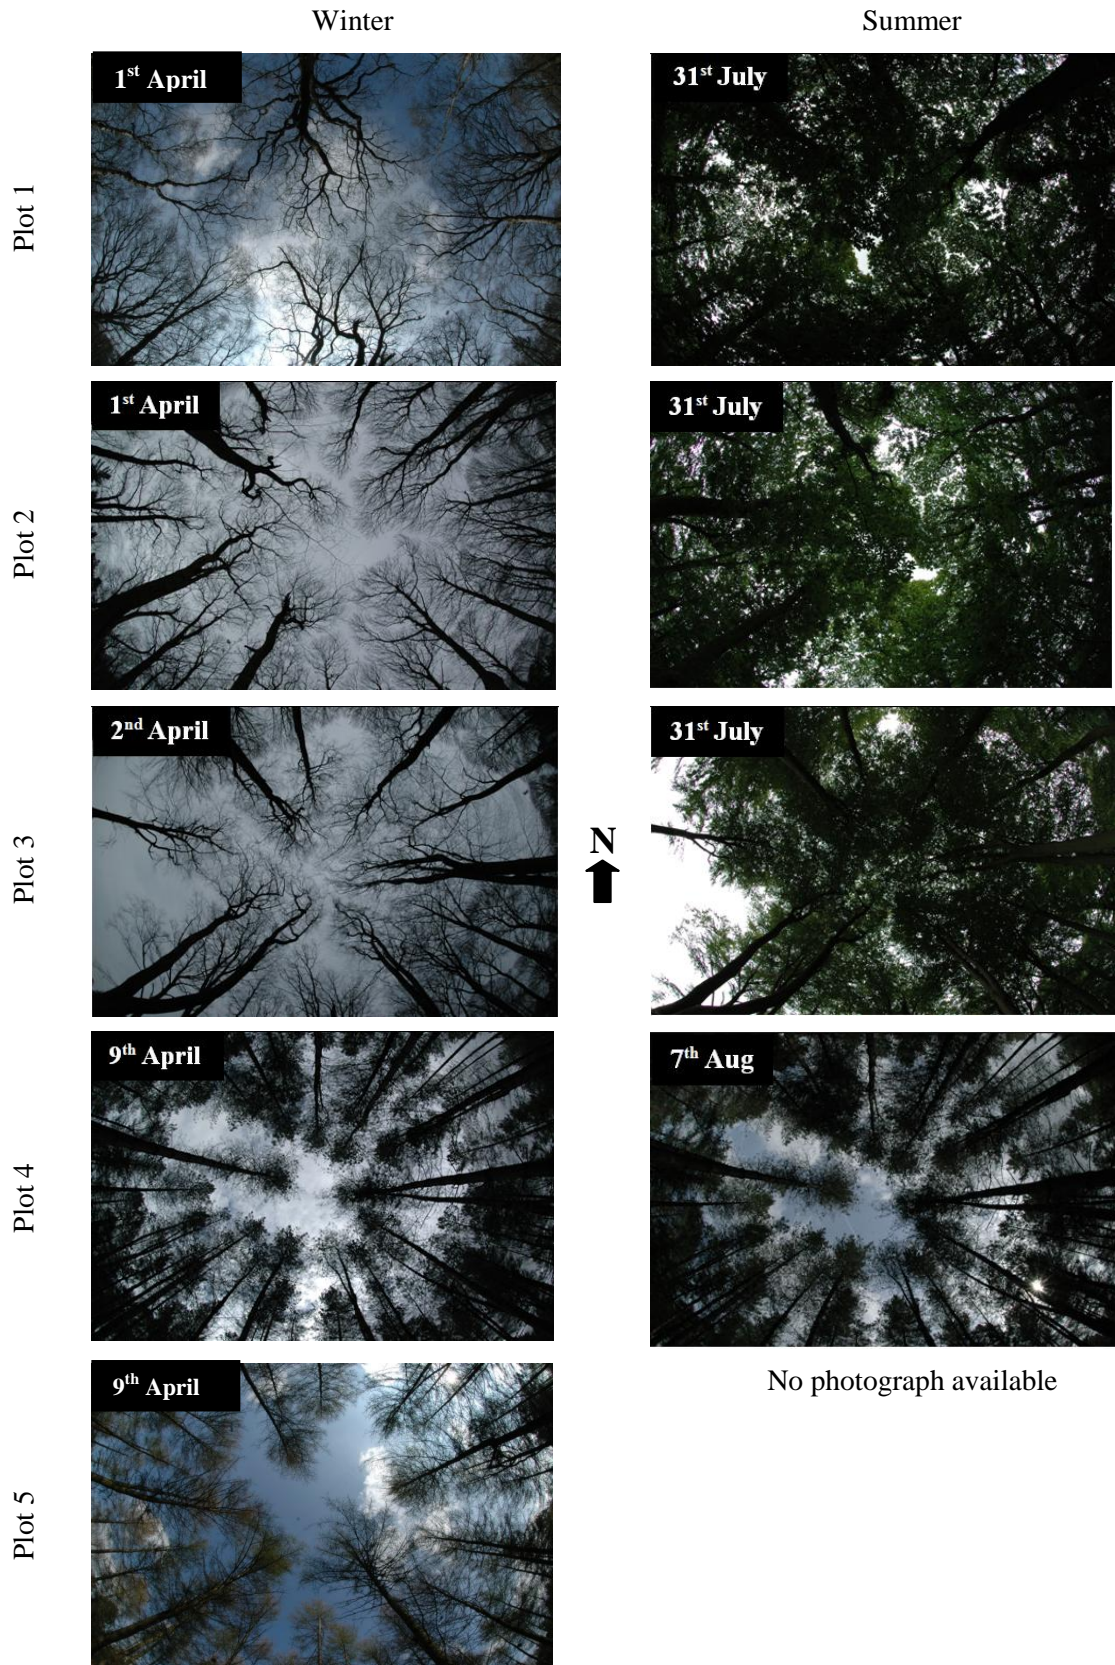 Winter
Summer
Plot 1
1st April
31st July
Plot 2
1st April
31st July
Plot 3
2nd April
31st July
N
Plot 4
9th April
7th Aug
Plot 5
9th April
No photograph available